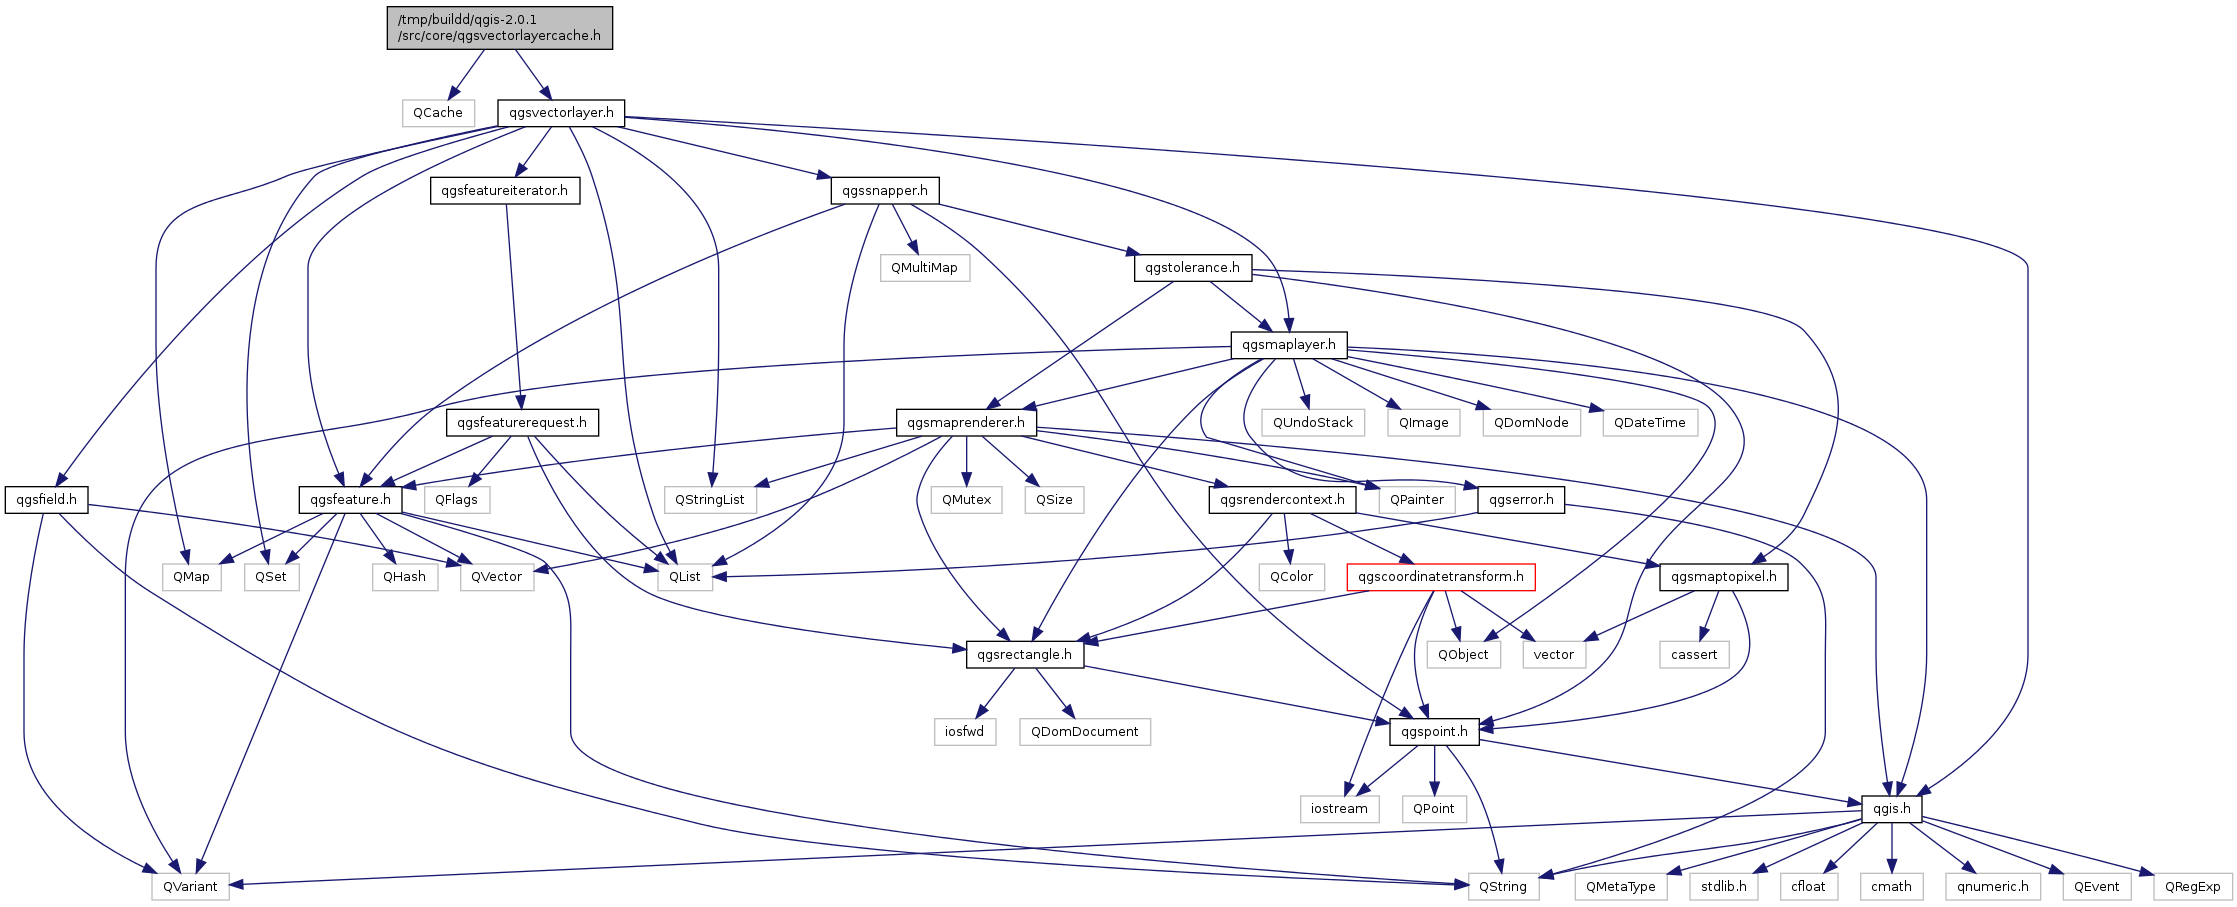 /tmp/buildd/qgis-2.0.1
/src/core/qgsvectorlayercache.h
QCache
qgsvectorlayer.h
qgsfeatureiterator.h
qgssnapper.h
QMultiMap
qgstolerance.h
qgsmaplayer.h
qgsfeaturerequest.h
qgsmaprenderer.h
QUndoStack
QImage
QDomNode
QDateTime
qgsfield.h
qgsfeature.h
QFlags
QStringList
QMutex
QSize
qgsrendercontext.h
QPainter
qgserror.h
QMap
QSet
QHash
QVector
QList
QColor
qgscoordinatetransform.h
qgsmaptopixel.h
qgsrectangle.h
QObject
vector
cassert
iosfwd
QDomDocument
qgspoint.h
iostream
QPoint
qgis.h
QVariant
QString
QMetaType
stdlib.h
cfloat
cmath
qnumeric.h
QEvent
QRegExp